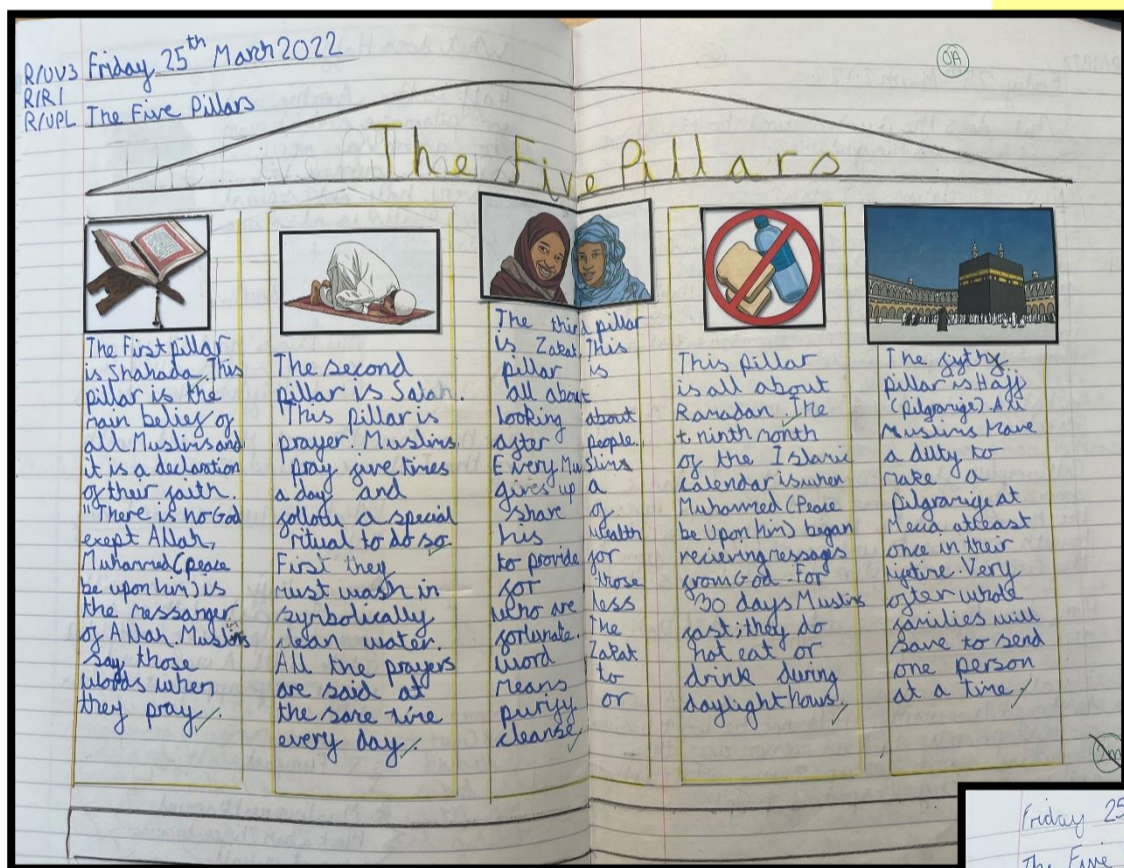 R/UV3 Friday 25th March 2022
R/R1
R/UPL The Five Pillars
OA
The Five Pillars
The First pillar
is Shahada. This
pillar is the
main belief of
all Muslims and
it is a declaration
of their faith.
"There is no God
exept Allah,
Muhammed (peace
be upon him) is
the messanger
of Allah. Muslims
say those
words when
they pray.
The second
pillar is Salah.
This pillar is
prayer. Muslims
pray five times
a day and
follow a special
ritual to do so.
First they
must wash in
symbolically
clean water.
All the prayers
are said at
the same time
every day.
The third pillar
is Zakat. This
pillar is
all about
looking about
after people.
Every Muslims
gives up a
share of
his wealth
to provide for
for those
who are less
fortunate. The
word Zakat
means to
purify or
cleanse
This pillar
is all about
Ramadan. The
t ninth month
of the Islamic
calendar is when
Muhammed (Peace
be Upon him) began
recieving messages
from God. For
30 days Muslims
fast; they do
not eat or
drink during
daylight hours.
The fifth
pillar is Hajj
(pilgramige). All
Muslims have
a duty to
make a
pilgramige at
Mecca atleast
once in their
lifetime. Very
often whole
families will
save to send
one person
at a time.
Friday 25
The Five